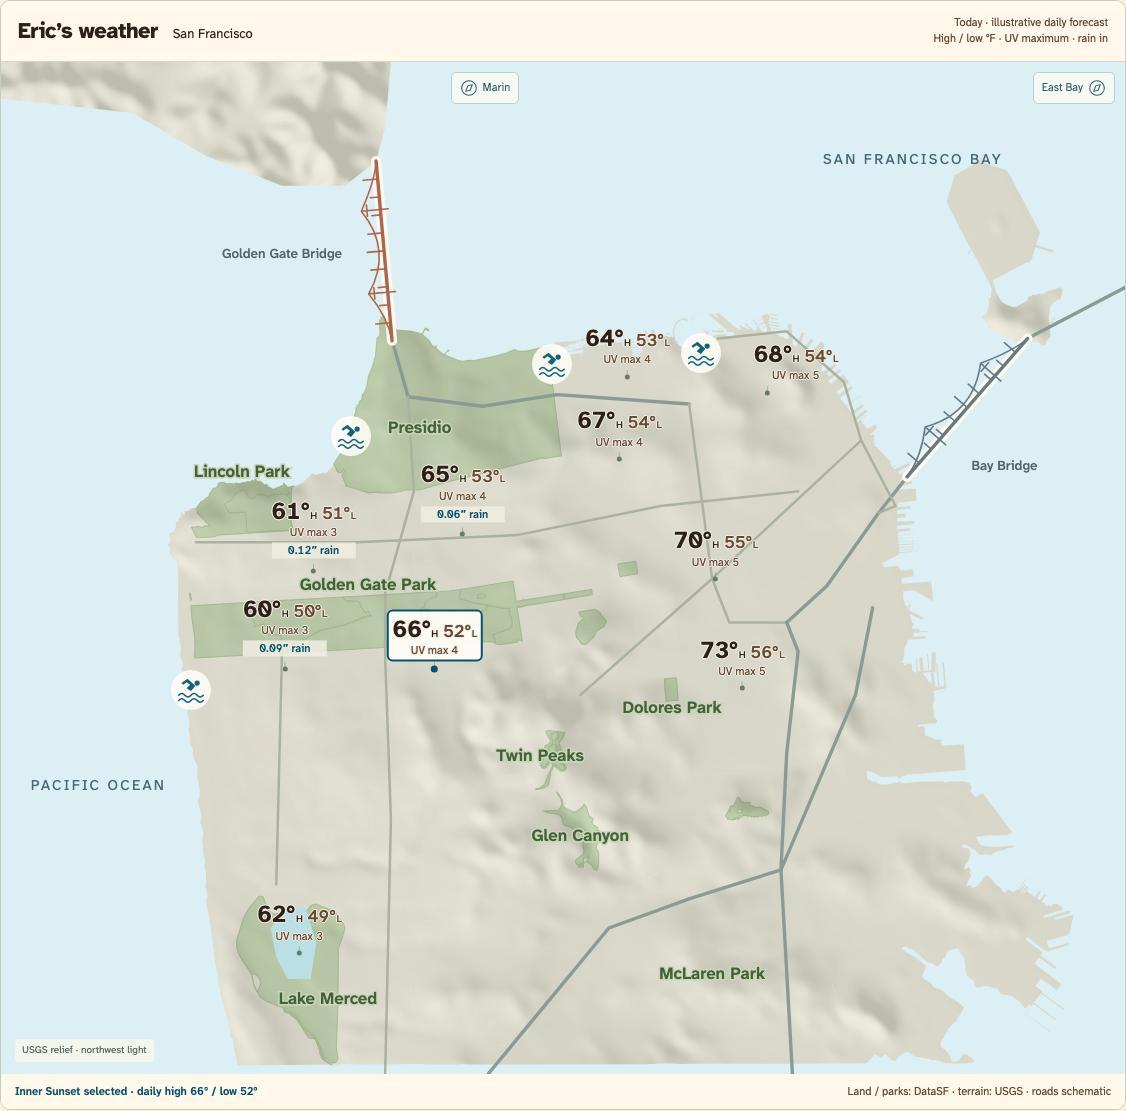 Eric’s weather San Francisco
Today · illustrative daily forecast
High / low °F · UV maximum · rain in
Marin
East Bay
SAN FRANCISCO BAY
Golden Gate Bridge
64°H 53°L
UV max 4
68°H 54°L
UV max 5
67°H 54°L
UV max 4
Presidio
Bay Bridge
Lincoln Park
65°H 53°L
UV max 4
0.06″ rain
61°H 51°L
UV max 3
0.12″ rain
70°H 55°L
UV max 5
Golden Gate Park
60°H 50°L
UV max 3
0.09″ rain
66°H 52°L
UV max 4
73°H 56°L
UV max 5
Dolores Park
Twin Peaks
PACIFIC OCEAN
Glen Canyon
62°H 49°L
UV max 3
McLaren Park
Lake Merced
USGS relief · northwest light
Inner Sunset selected · daily high 66° / low 52°
Land / parks: DataSF · terrain: USGS · roads schematic